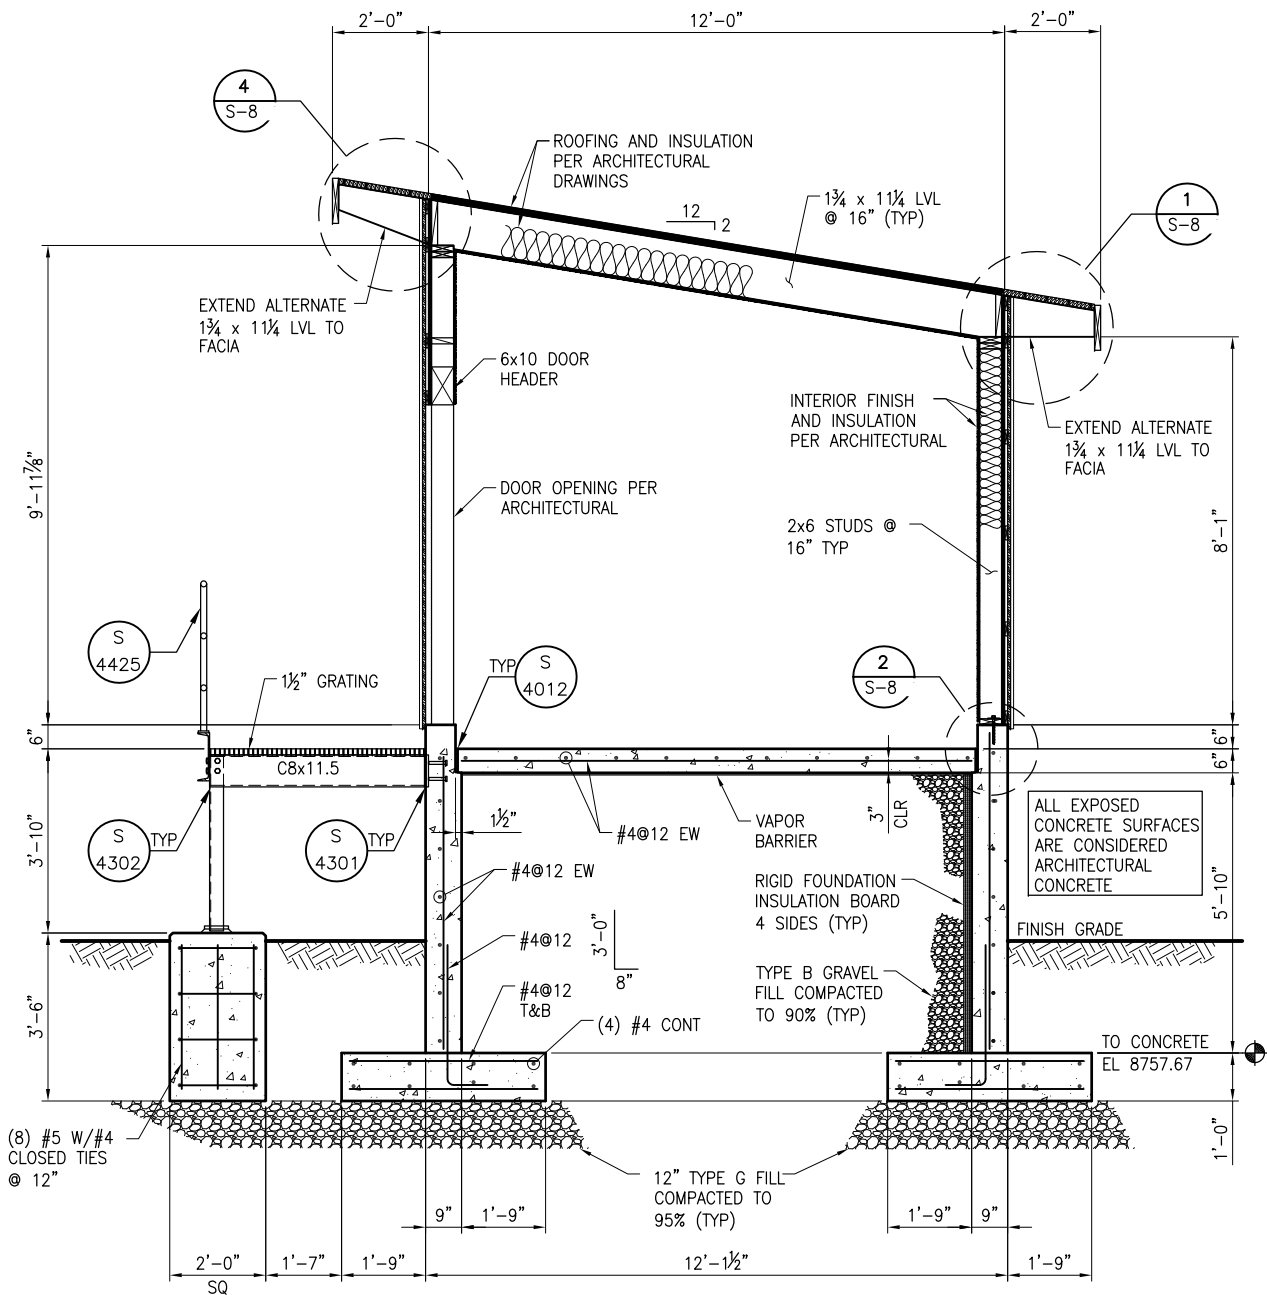 2'-0"
12'-0"
2'-0"
4
S-8
ROOFING AND INSULATION
PER ARCHITECTURAL
DRAWINGS
1¾ x 11¼ LVL
@ 16" (TYP)
12
2
1
S-8
EXTEND ALTERNATE
1¾ x 11¼ LVL TO
FACIA
6x10 DOOR
HEADER
INTERIOR FINISH
AND INSULATION
PER ARCHITECTURAL
EXTEND ALTERNATE
1¾ x 11¼ LVL TO
FACIA
9'-11⅞"
DOOR OPENING PER
ARCHITECTURAL
2x6 STUDS @
16" TYP
8'-1"
S
4425
1½" GRATING
TYP
S
4012
2
S-8
6"
6"
6"
C8x11.5
S
4302
TYP
S
4301
TYP
1½"
#4@12 EW
3"
CLR
VAPOR
BARRIER
ALL EXPOSED
CONCRETE SURFACES
ARE CONSIDERED
ARCHITECTURAL
CONCRETE
3'-10"
#4@12 EW
RIGID FOUNDATION
INSULATION BOARD
4 SIDES (TYP)
5'-10"
FINISH GRADE
#4@12
3'-0"
8"
TYPE B GRAVEL
FILL COMPACTED
TO 90% (TYP)
3'-6"
#4@12
T&B
(4) #4 CONT
TO CONCRETE
EL 8757.67
1'-0"
(8) #5 W/#4
CLOSED TIES
@ 12"
12" TYPE G FILL
COMPACTED TO
95% (TYP)
9"
1'-9"
1'-9"
9"
2'-0"
SQ
1'-7"
1'-9"
12'-1½"
1'-9"